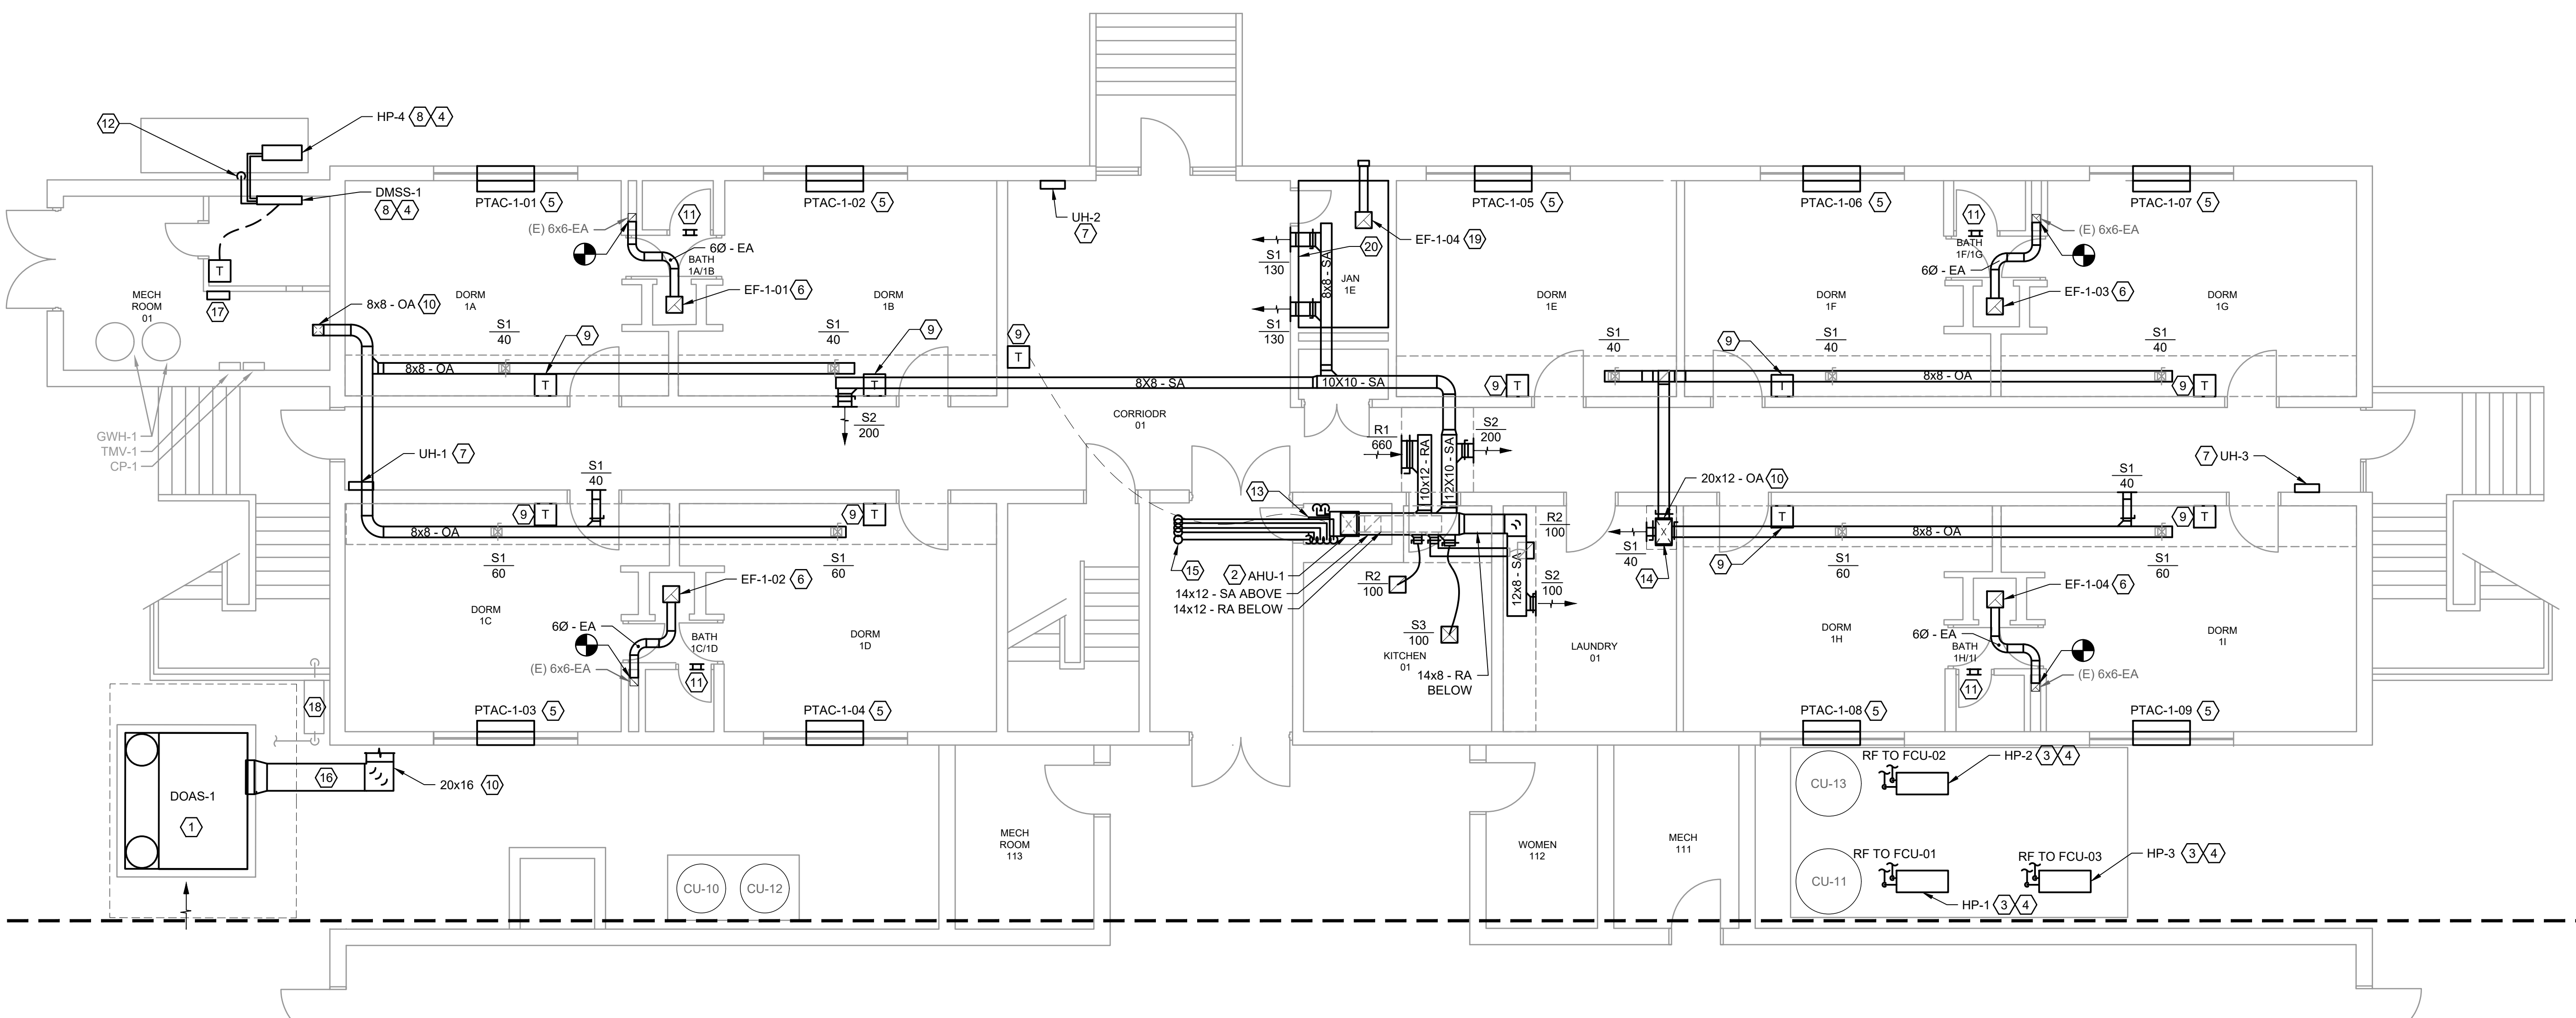 12
HP-4 8 4
DMSS-1
8 4
T
17
MECH
ROOM
01
8x8 - OA 10
GWH-1
TMV-1
CP-1
PTAC-1-01 5
(E) 6x6-EA
11
6Ø - EA
BATH
1A/1B
EF-1-01 6
DORM
1A
S1
40
9
T
8x8 - OA
PTAC-1-02 5
DORM
1B
S1
40
9
T
S2
200
UH-2
7
9
T
8X8 - SA
10X10 - SA
CORRIODR
01
S1
130
S1
130
8x8 - SA
JAN
1E
20
EF-1-04 19
PTAC-1-05 5
DORM
1E
S1
40
9 T
PTAC-1-06 5
DORM
1F
S1
40
9
T
8x8 - OA
6Ø - EA
BATH
1F/1G
11
(E) 6x6-EA
EF-1-03 6
PTAC-1-07 5
DORM
1G
S1
40
9 T
R1
660
10x12 - RA
12X10 - SA
S2
200
UH-1 7
S1
40
9 T
9 T
8x8 - OA
S1
60
S1
60
EF-1-02 6
DORM
1C
6Ø - EA
BATH
1C/1D
(E) 6x6-EA
11
DORM
1D
PTAC-1-03 5
PTAC-1-04 5
13
15
2 AHU-1
14x12 - SA ABOVE
14x12 - RA BELOW
R2
100
S3
100
KITCHEN
01
14x8 - RA
BELOW
R2
100
12x8 - SA
S2
100
LAUNDRY
01
20x12 - OA 10
S1
40
14
T
9
8x8 - OA
S1
40
9 T
7 UH-3
S1
60
S1
60
EF-1-04 6
DORM
1H
6Ø - EA
BATH
1H/1I
11
(E) 6x6-EA
DORM
1I
PTAC-1-08 5
PTAC-1-09 5
18
DOAS-1
1
16
20x16 10
CU-10
CU-12
MECH
ROOM
113
WOMEN
112
MECH
111
CU-13
RF TO FCU-02
HP-2 3 4
CU-11
RF TO FCU-01
HP-1 3 4
RF TO FCU-03
HP-3 3 4